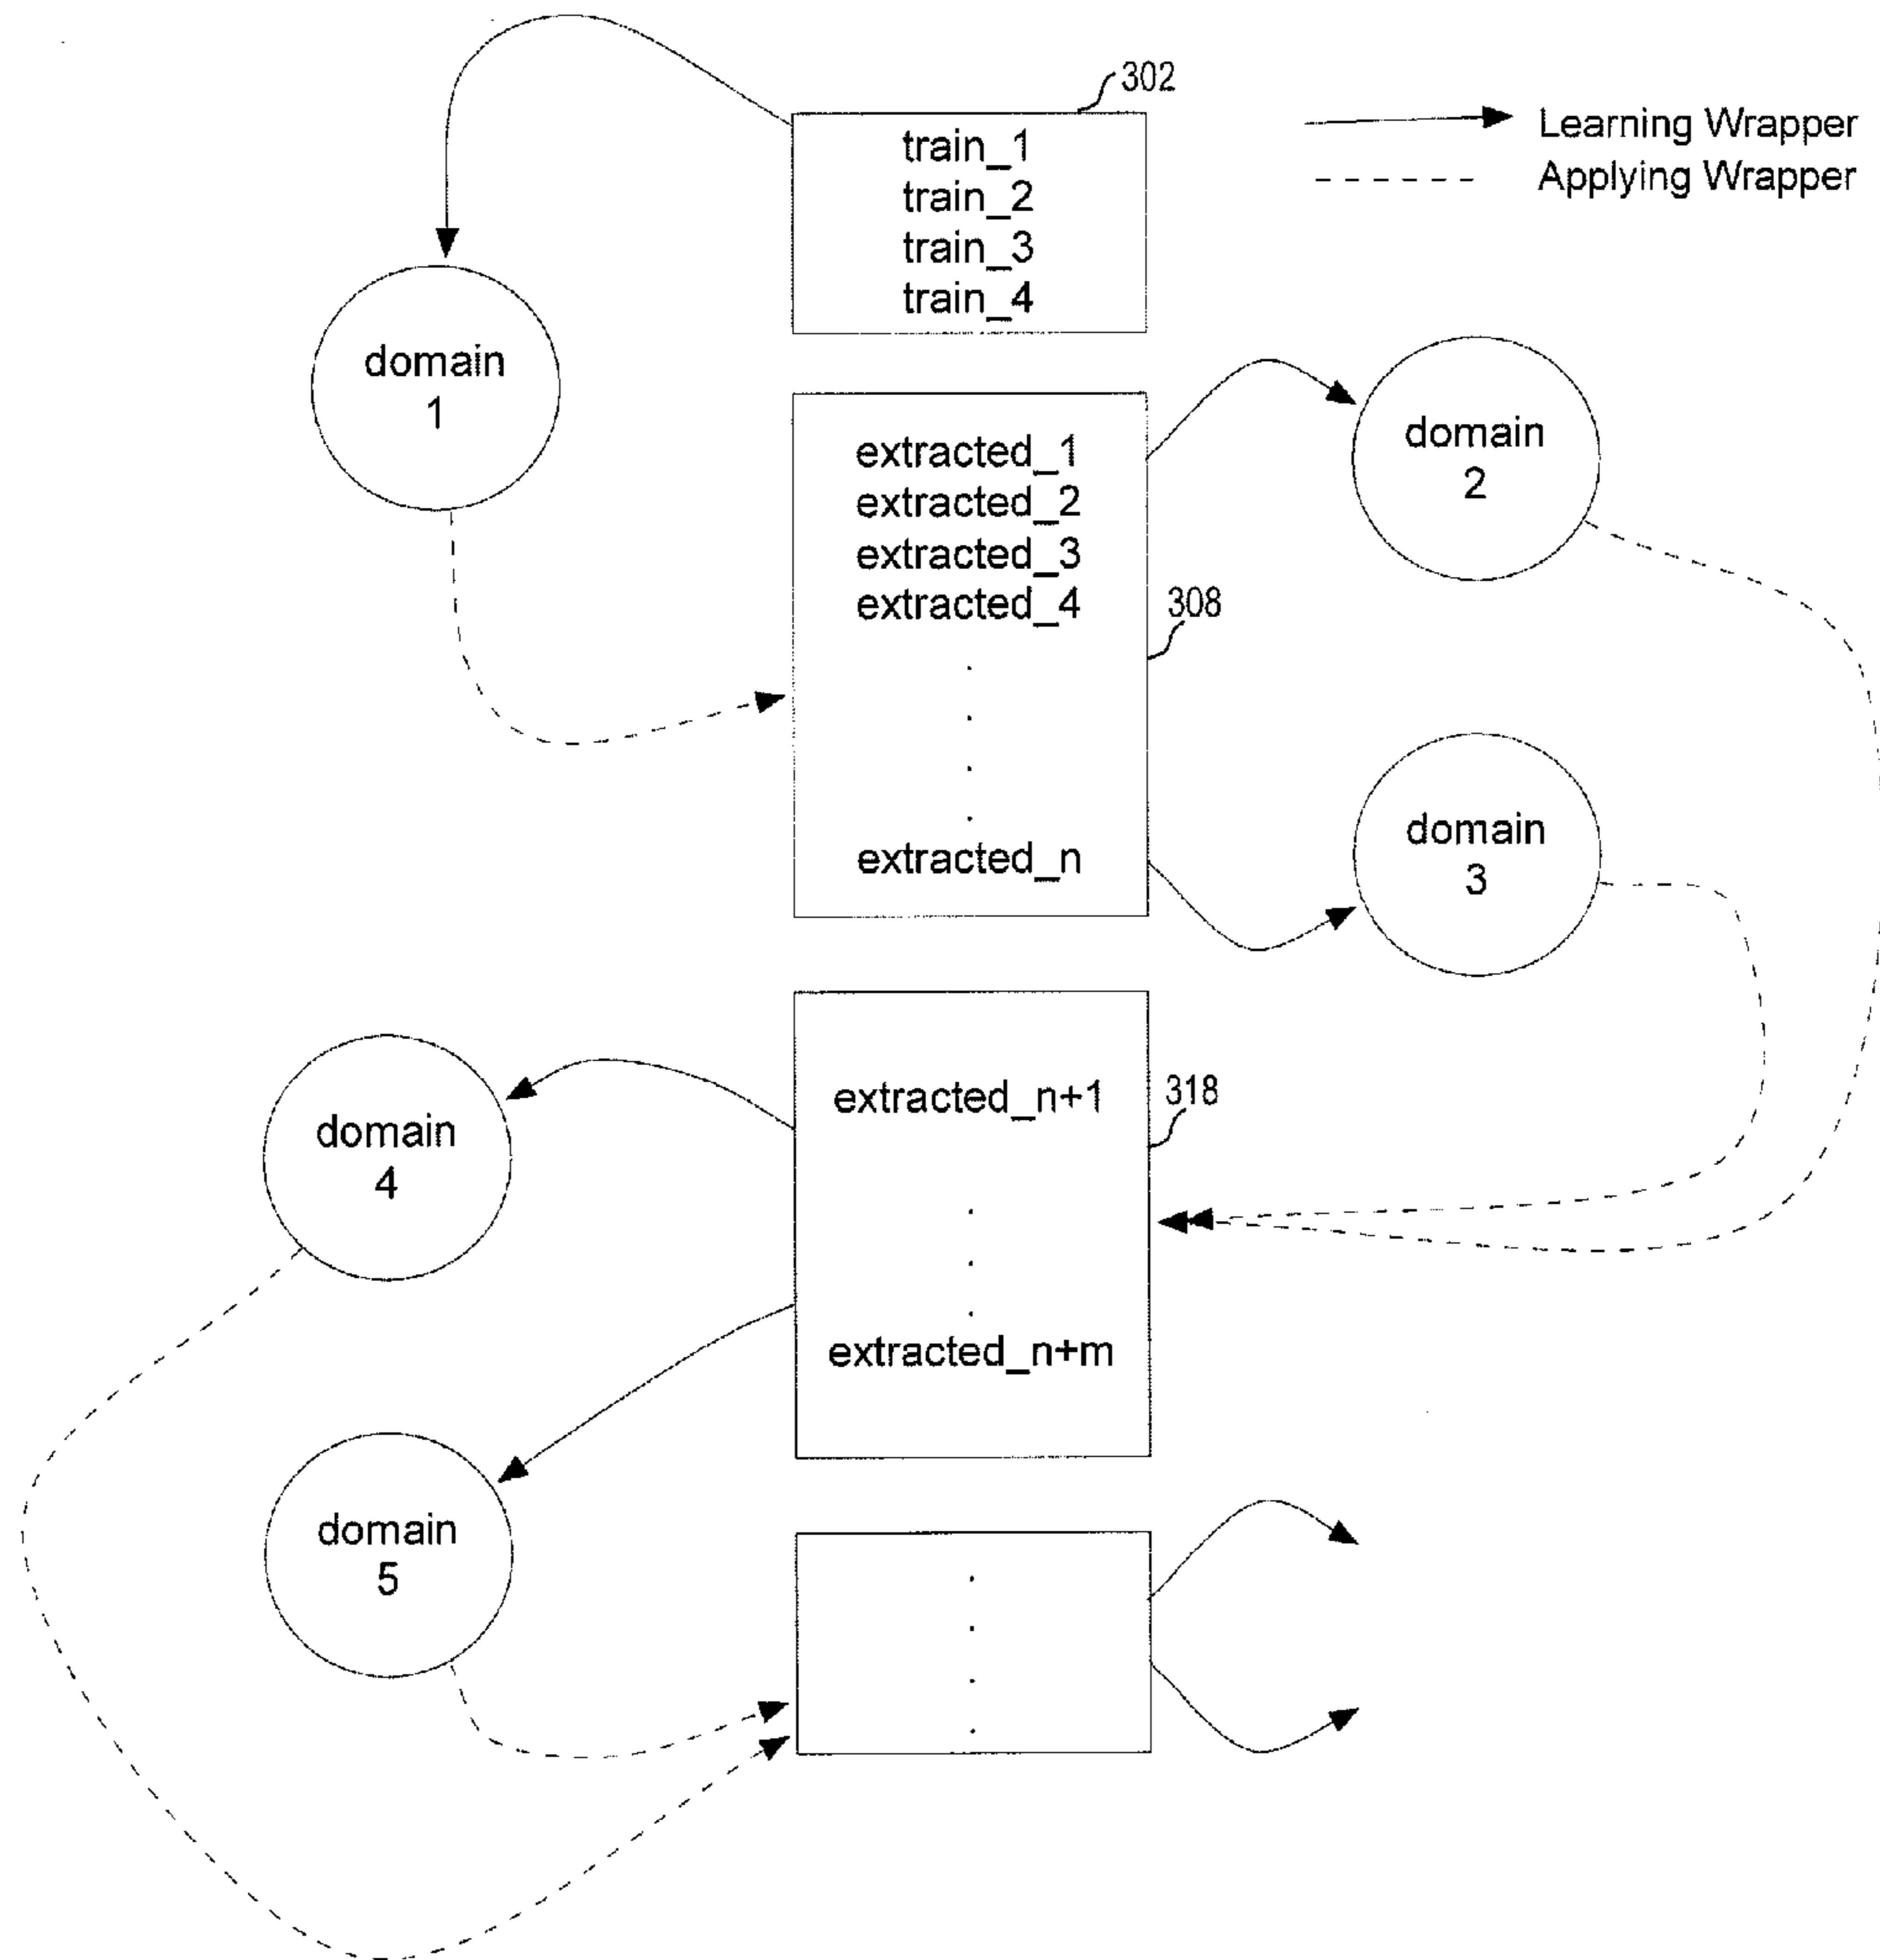 302
train_1
train_2
train_3
train_4
Learning Wrapper
Applying Wrapper
domain
1
extracted_1
extracted_2
extracted_3
extracted_4
.
.
.
.
extracted_n
308
domain
2
domain
3
extracted_n+1
.
.
.
extracted_n+m
318
domain
4
domain
5
.
.
.
.